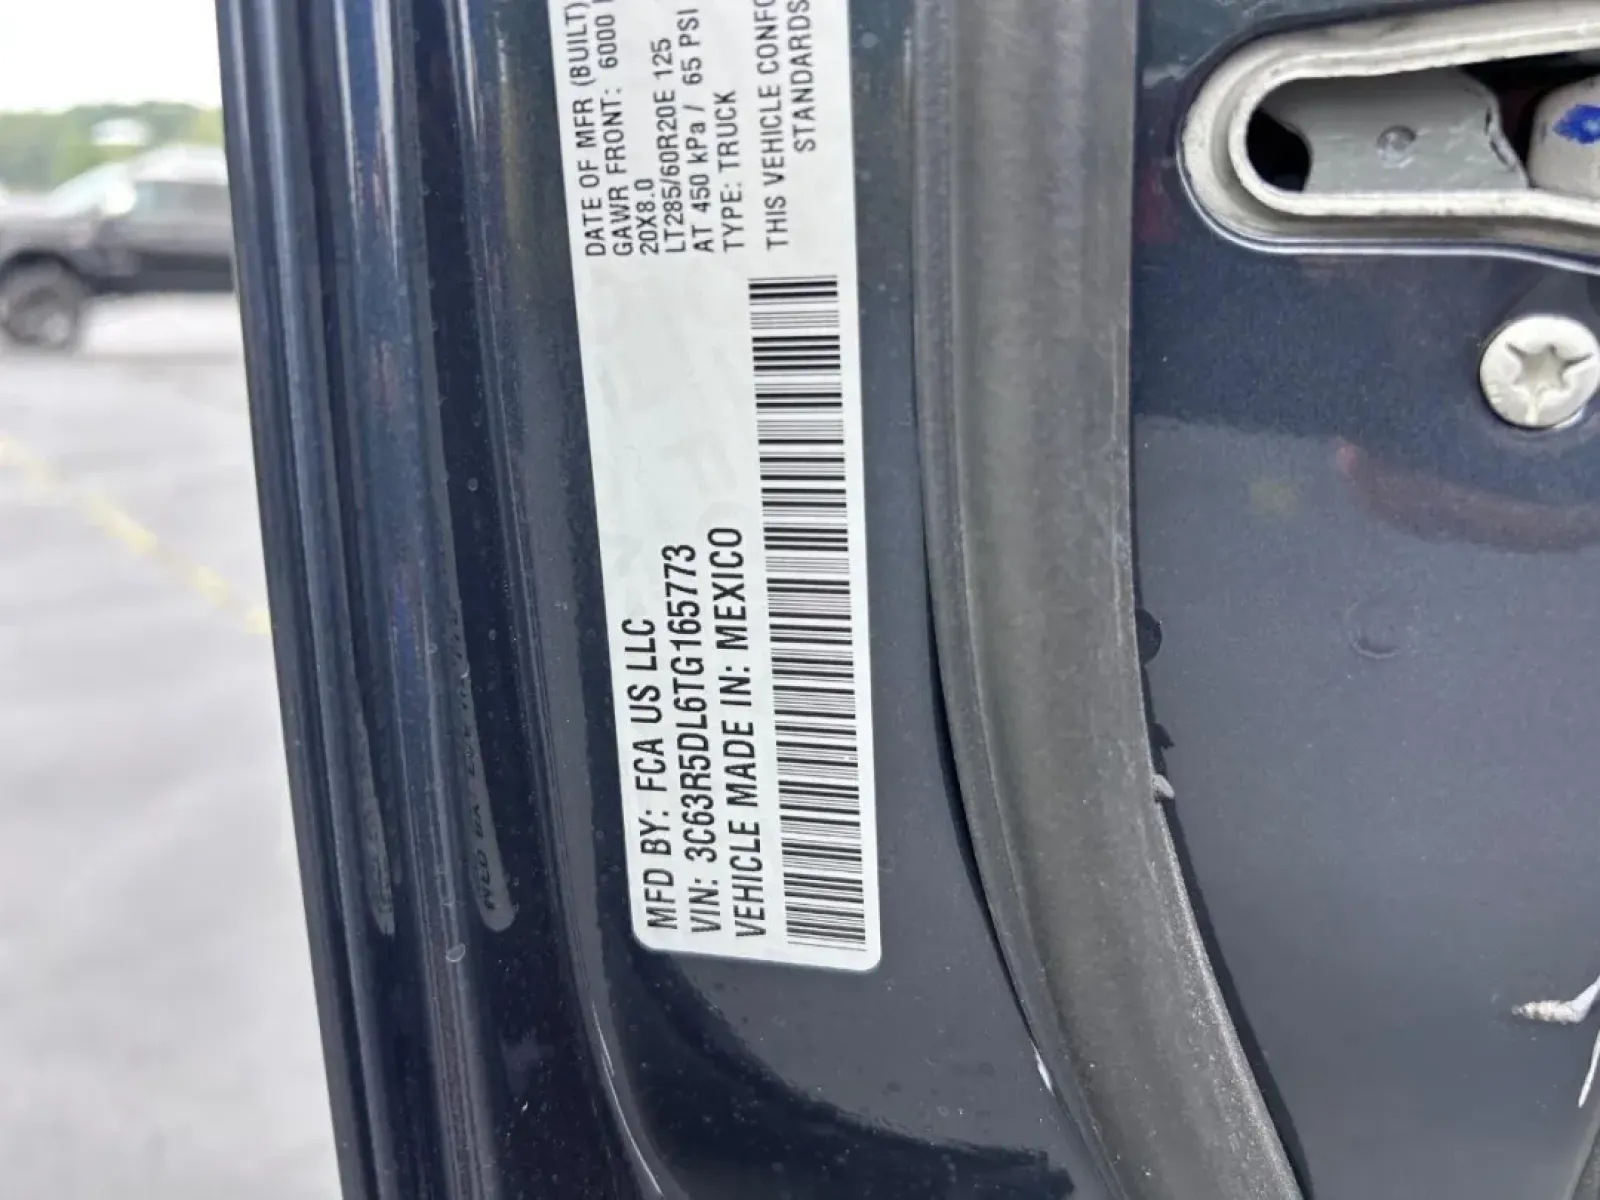 MFD BY: FCA US LLC
VIN: 3C63R5DL6TG165773
VEHICLE MADE IN: MEXICO
DATE OF MFR (BUILT)
GAWR FRONT: 6000
20X8.0
LT285/60R20E 125
AT 450 kPa / 65 PSI
TYPE: TRUCK
THIS VEHICLE
STANDARDS